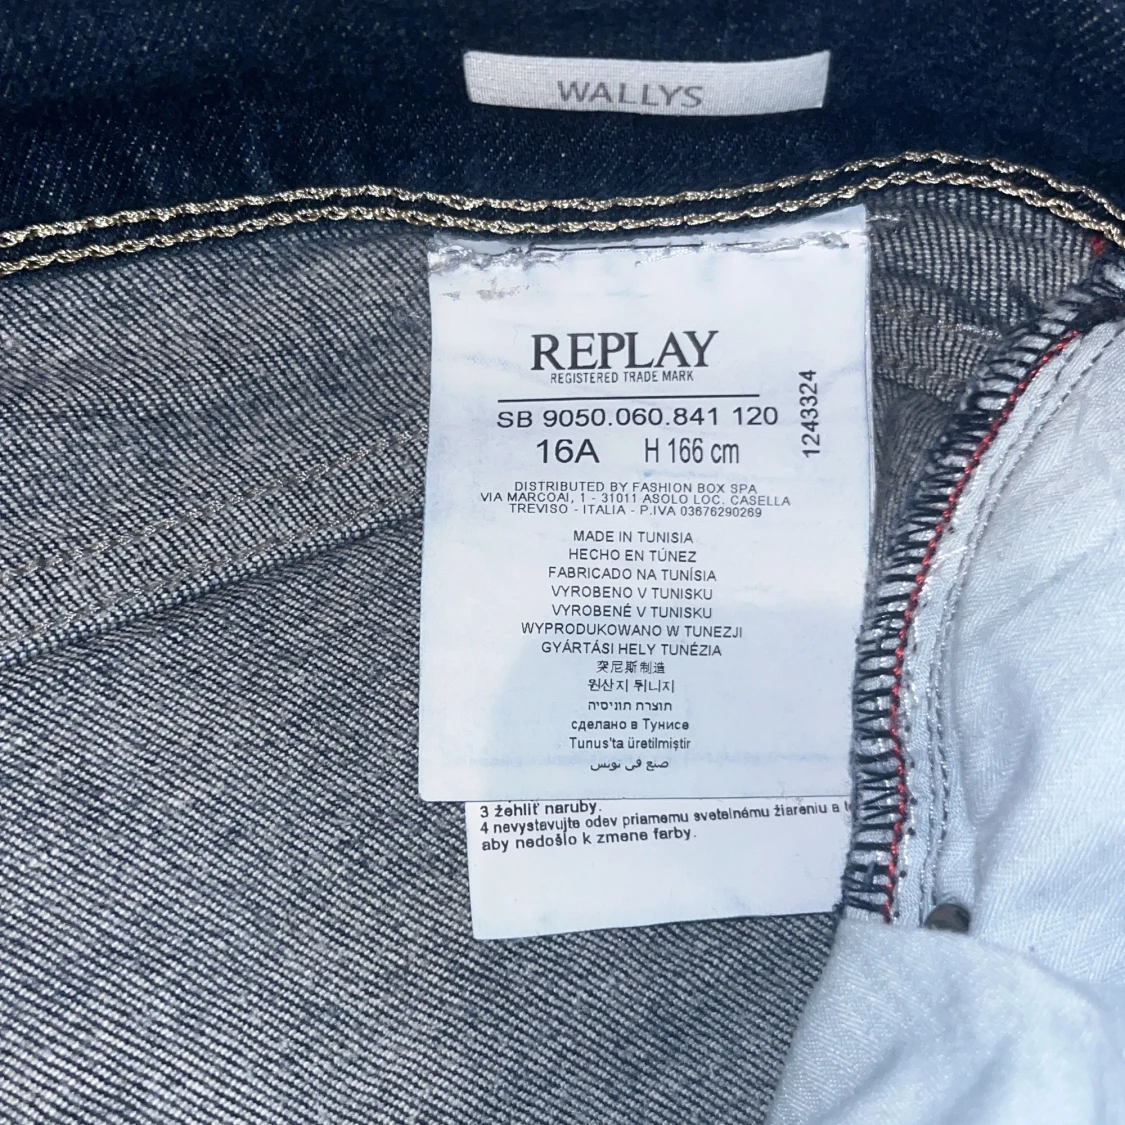 WALLYS
REPLAY
REGISTERED TRADE MARK
SB 9050.060.841 120
16A H 166 cm
1243324
DISTRIBUTED BY FASHION BOX SPA
VIA MARCOAI, 1 - 31011 ASOLO LOC. CASELLA
TREVISO - ITALIA - P.IVA 03676290269
MADE IN TUNISIA
HECHO EN TÚNEZ
FABRICADO NA TUNÍSIA
VYROBENO V TUNISKU
VYROBENÉ V TUNISKU
WYPRODUKOWANO W TUNEZJI
GYÁRTÁSI HELY TUNÉZIA
突尼斯制造
원산지 튀니지
תוצרת תוניסיה
сделано в Тунисе
Tunus'ta üretilmiştir
صنع في تونس
3 žehliť naruby.
4 nevystavujte odev priamemu svetelnému žiareniu a
aby nedošlo k zmene farby.